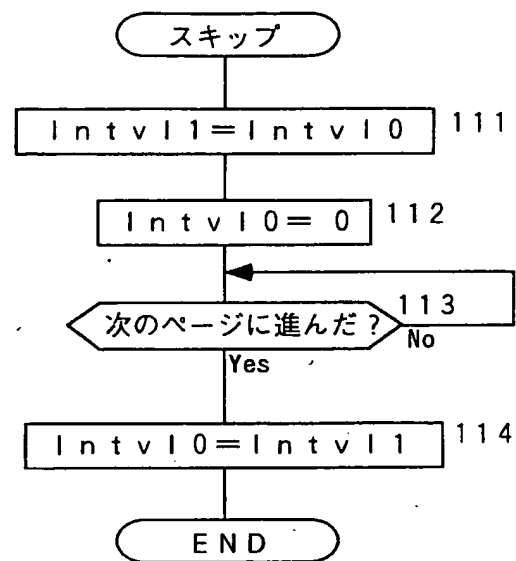 スキップ
Intvl1=Intvl0 111
Intvl0=0 112
次のページに進んだ? 113
No
Yes
Intvl0=Intvl1 114
END